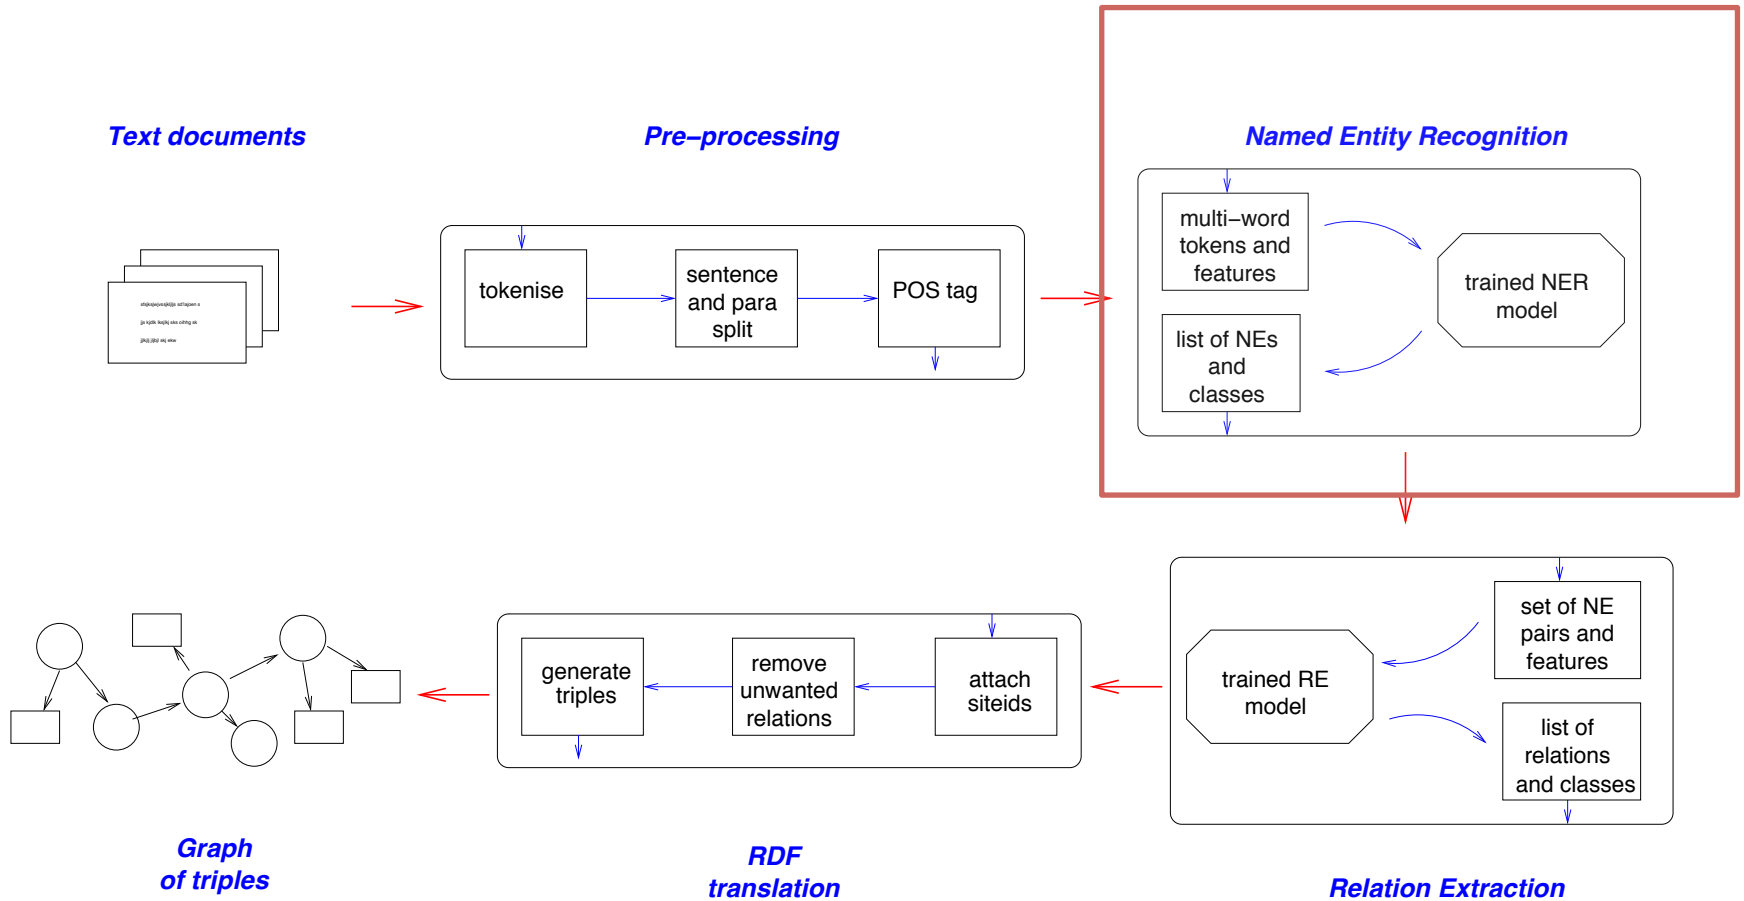 Text documents
Pre−processing
Named Entity Recognition
tokenise
sentence
and para
split
POS tag
multi−word
tokens and
features
trained NER
model
list of NEs
and
classes
set of NE
pairs and
features
trained RE
model
list of
relations
and classes
attach
siteids
remove
unwanted
relations
generate
triples
Graph
of triples
RDF
translation
Relation Extraction